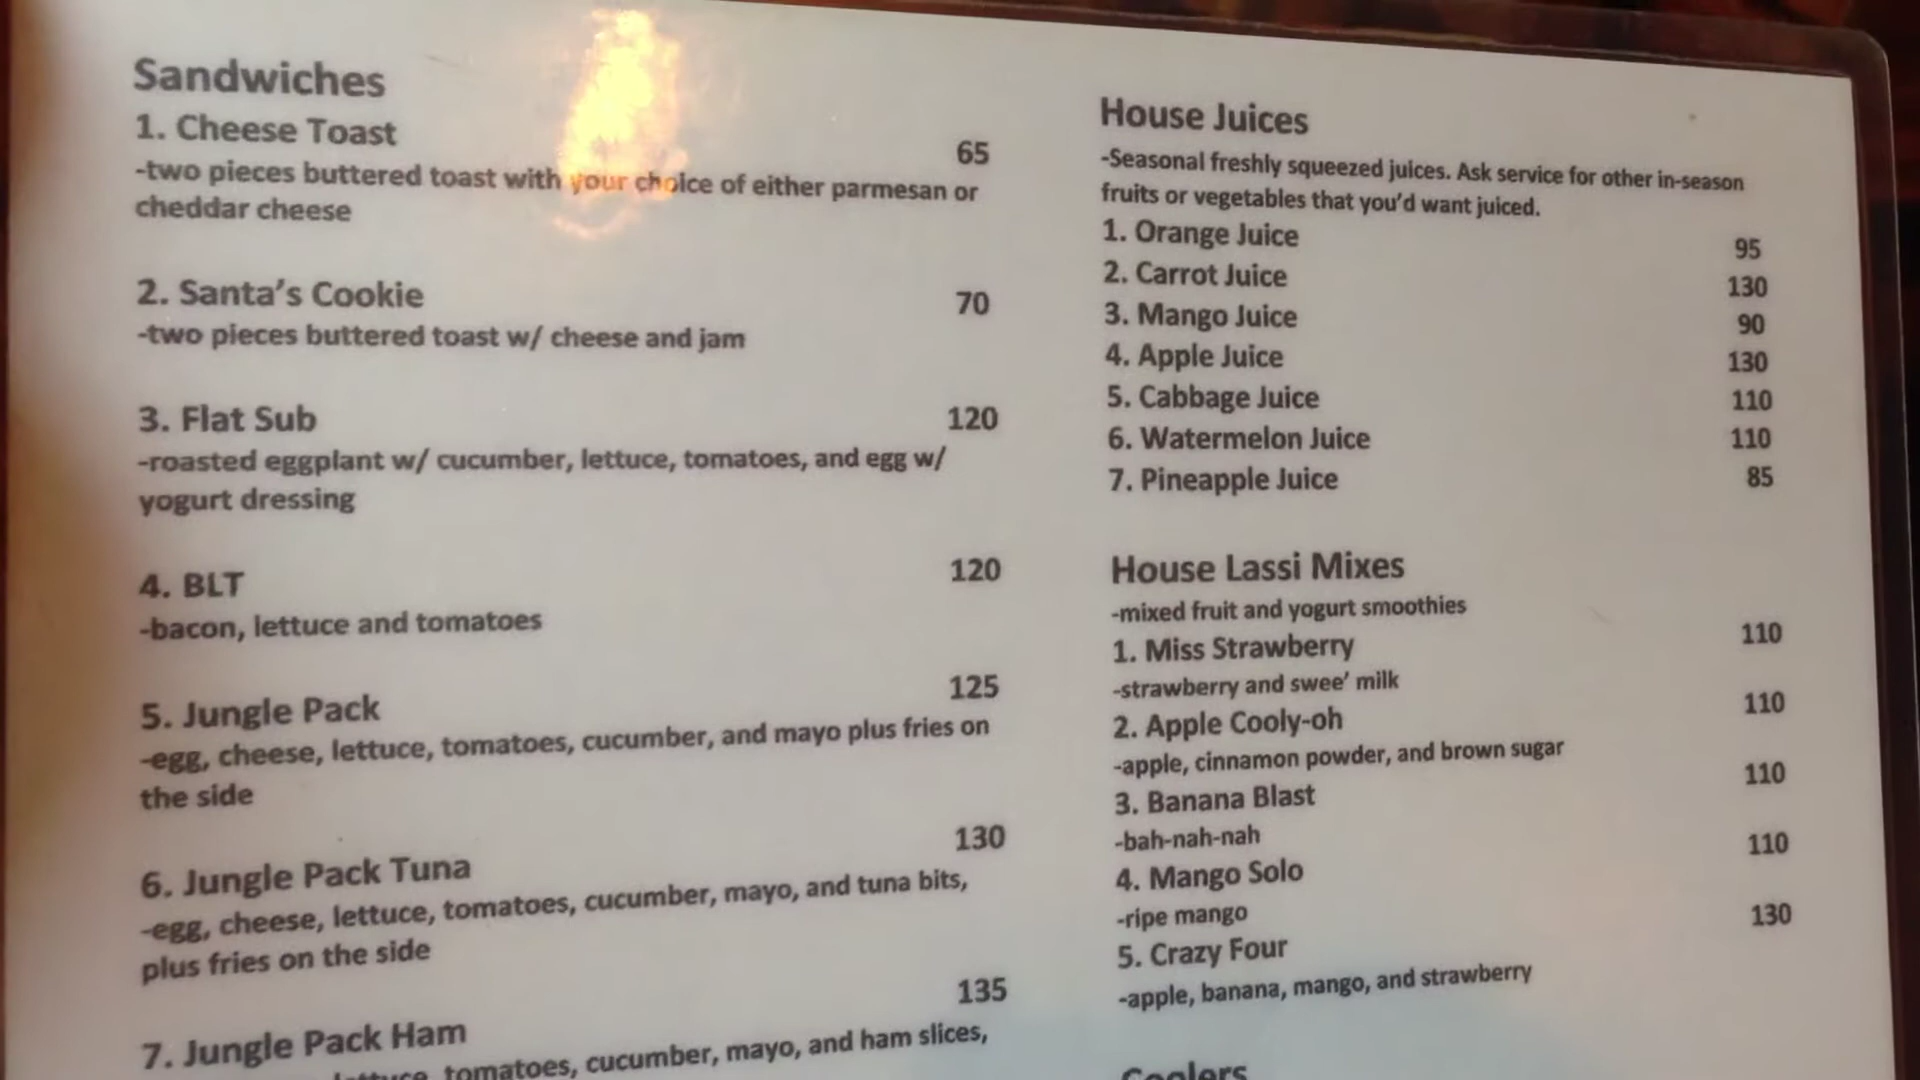 Sandwiches
1. Cheese Toast 65
-two pieces buttered toast with your choice of either parmesan or
cheddar cheese
2. Santa's Cookie 70
-two pieces buttered toast w/ cheese and jam
3. Flat Sub 120
-roasted eggplant w/ cucumber, lettuce, tomatoes, and egg w/
yogurt dressing
4. BLT 120
-bacon, lettuce and tomatoes
5. Jungle Pack 125
-egg, cheese, lettuce, tomatoes, cucumber, and mayo plus fries on
the side
6. Jungle Pack Tuna 130
-egg, cheese, lettuce, tomatoes, cucumber, mayo, and tuna bits,
plus fries on the side
7. Jungle Pack Ham 135
lettuce, tomatoes, cucumber, mayo, and ham slices,
House Juices
-Seasonal freshly squeezed juices. Ask service for other in-season
fruits or vegetables that you'd want juiced.
1. Orange Juice 95
2. Carrot Juice 130
3. Mango Juice 90
4. Apple Juice 130
5. Cabbage Juice 110
6. Watermelon Juice 110
7. Pineapple Juice 85
House Lassi Mixes
-mixed fruit and yogurt smoothies
1. Miss Strawberry 110
-strawberry and swee' milk
2. Apple Cooly-oh 110
-apple, cinnamon powder, and brown sugar
3. Banana Blast 110
-bah-nah-nah
4. Mango Solo 110
-ripe mango
5. Crazy Four 130
-apple, banana, mango, and strawberry
Coolers